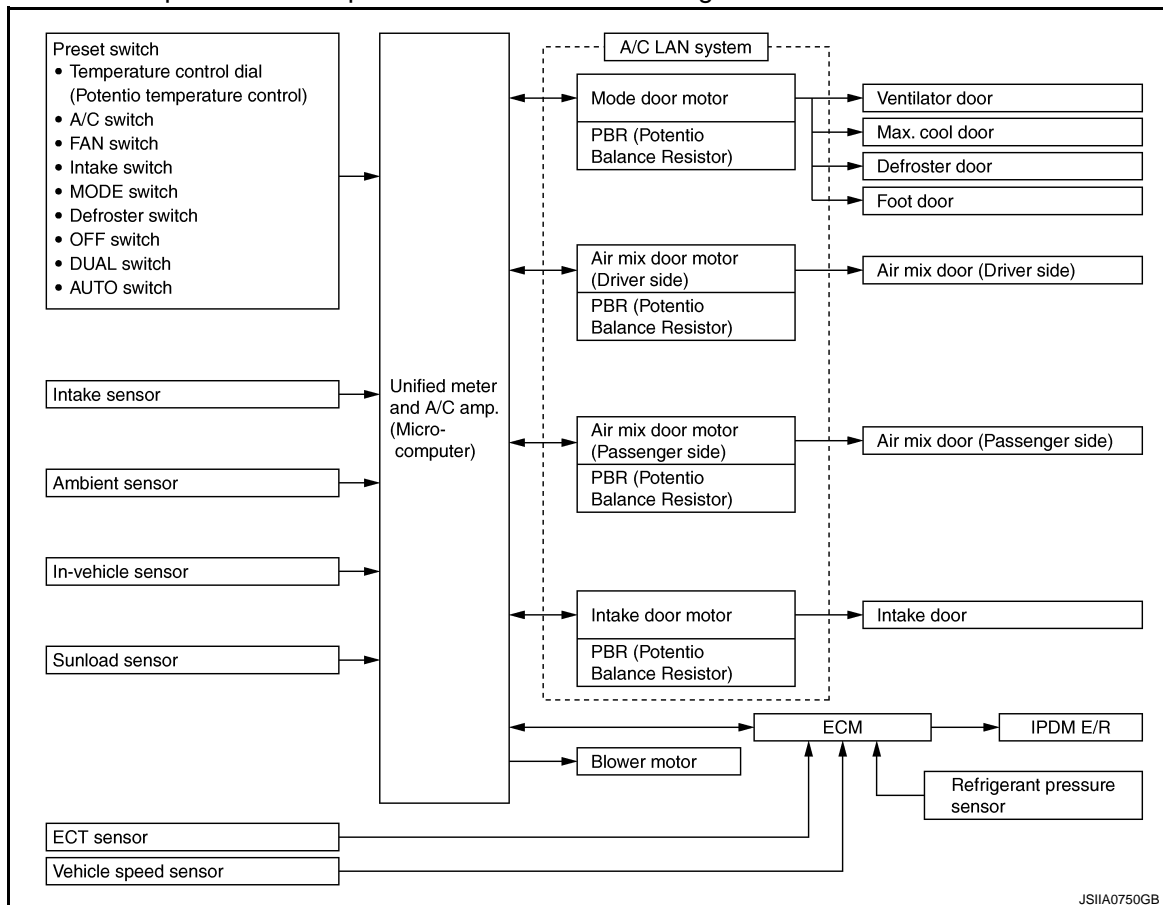 Preset switch
• Temperature control dial
(Potentio temperature control)
• A/C switch
• FAN switch
• Intake switch
• MODE switch
• Defroster switch
• OFF switch
• DUAL switch
• AUTO switch
Intake sensor
Ambient sensor
In-vehicle sensor
Sunload sensor
ECT sensor
Vehicle speed sensor
Unified meter
and A/C amp.
(Micro-
computer)
A/C LAN system
Mode door motor
PBR (Potentio
Balance Resistor)
Air mix door motor
(Driver side)
PBR (Potentio
Balance Resistor)
Air mix door motor
(Passenger side)
PBR (Potentio
Balance Resistor)
Intake door motor
PBR (Potentio
Balance Resistor)
Blower motor
ECM
Ventilator door
Max. cool door
Defroster door
Foot door
Air mix door (Driver side)
Air mix door (Passenger side)
Intake door
IPDM E/R
Refrigerant pressure
sensor
JSIIA0750GB